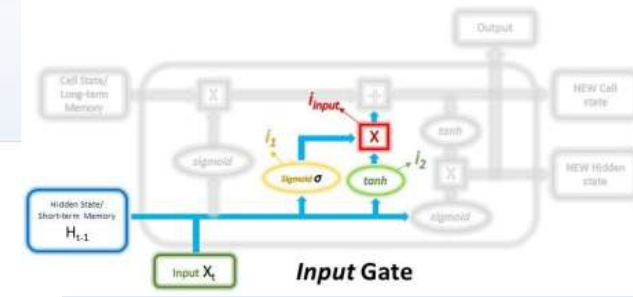 Output
Cell State/
Long-term
Memory
X
+
NEW Cell
state
i_input
X
tanh
i_1
i_2
sigmoid
Sigmoid σ
tanh
X
NEW Hidden
state
Hidden State/
Short-term Memory
H_t-1
sigmoid
Input X_t
Input Gate